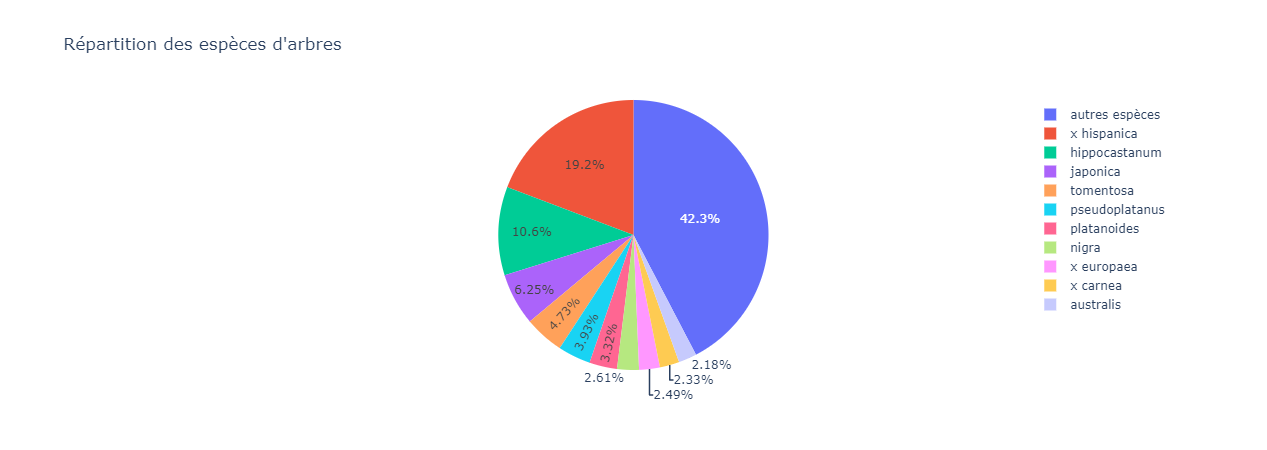 Répartition des espèces d'arbres
42.3%
19.2%
10.6%
6.25%
4.73%
3.93%
3.32%
2.61%
2.49%
2.33%
2.18%
autres espèces
x hispanica
hippocastanum
japonica
tomentosa
pseudoplatanus
platanoides
nigra
x europaea
x carnea
australis